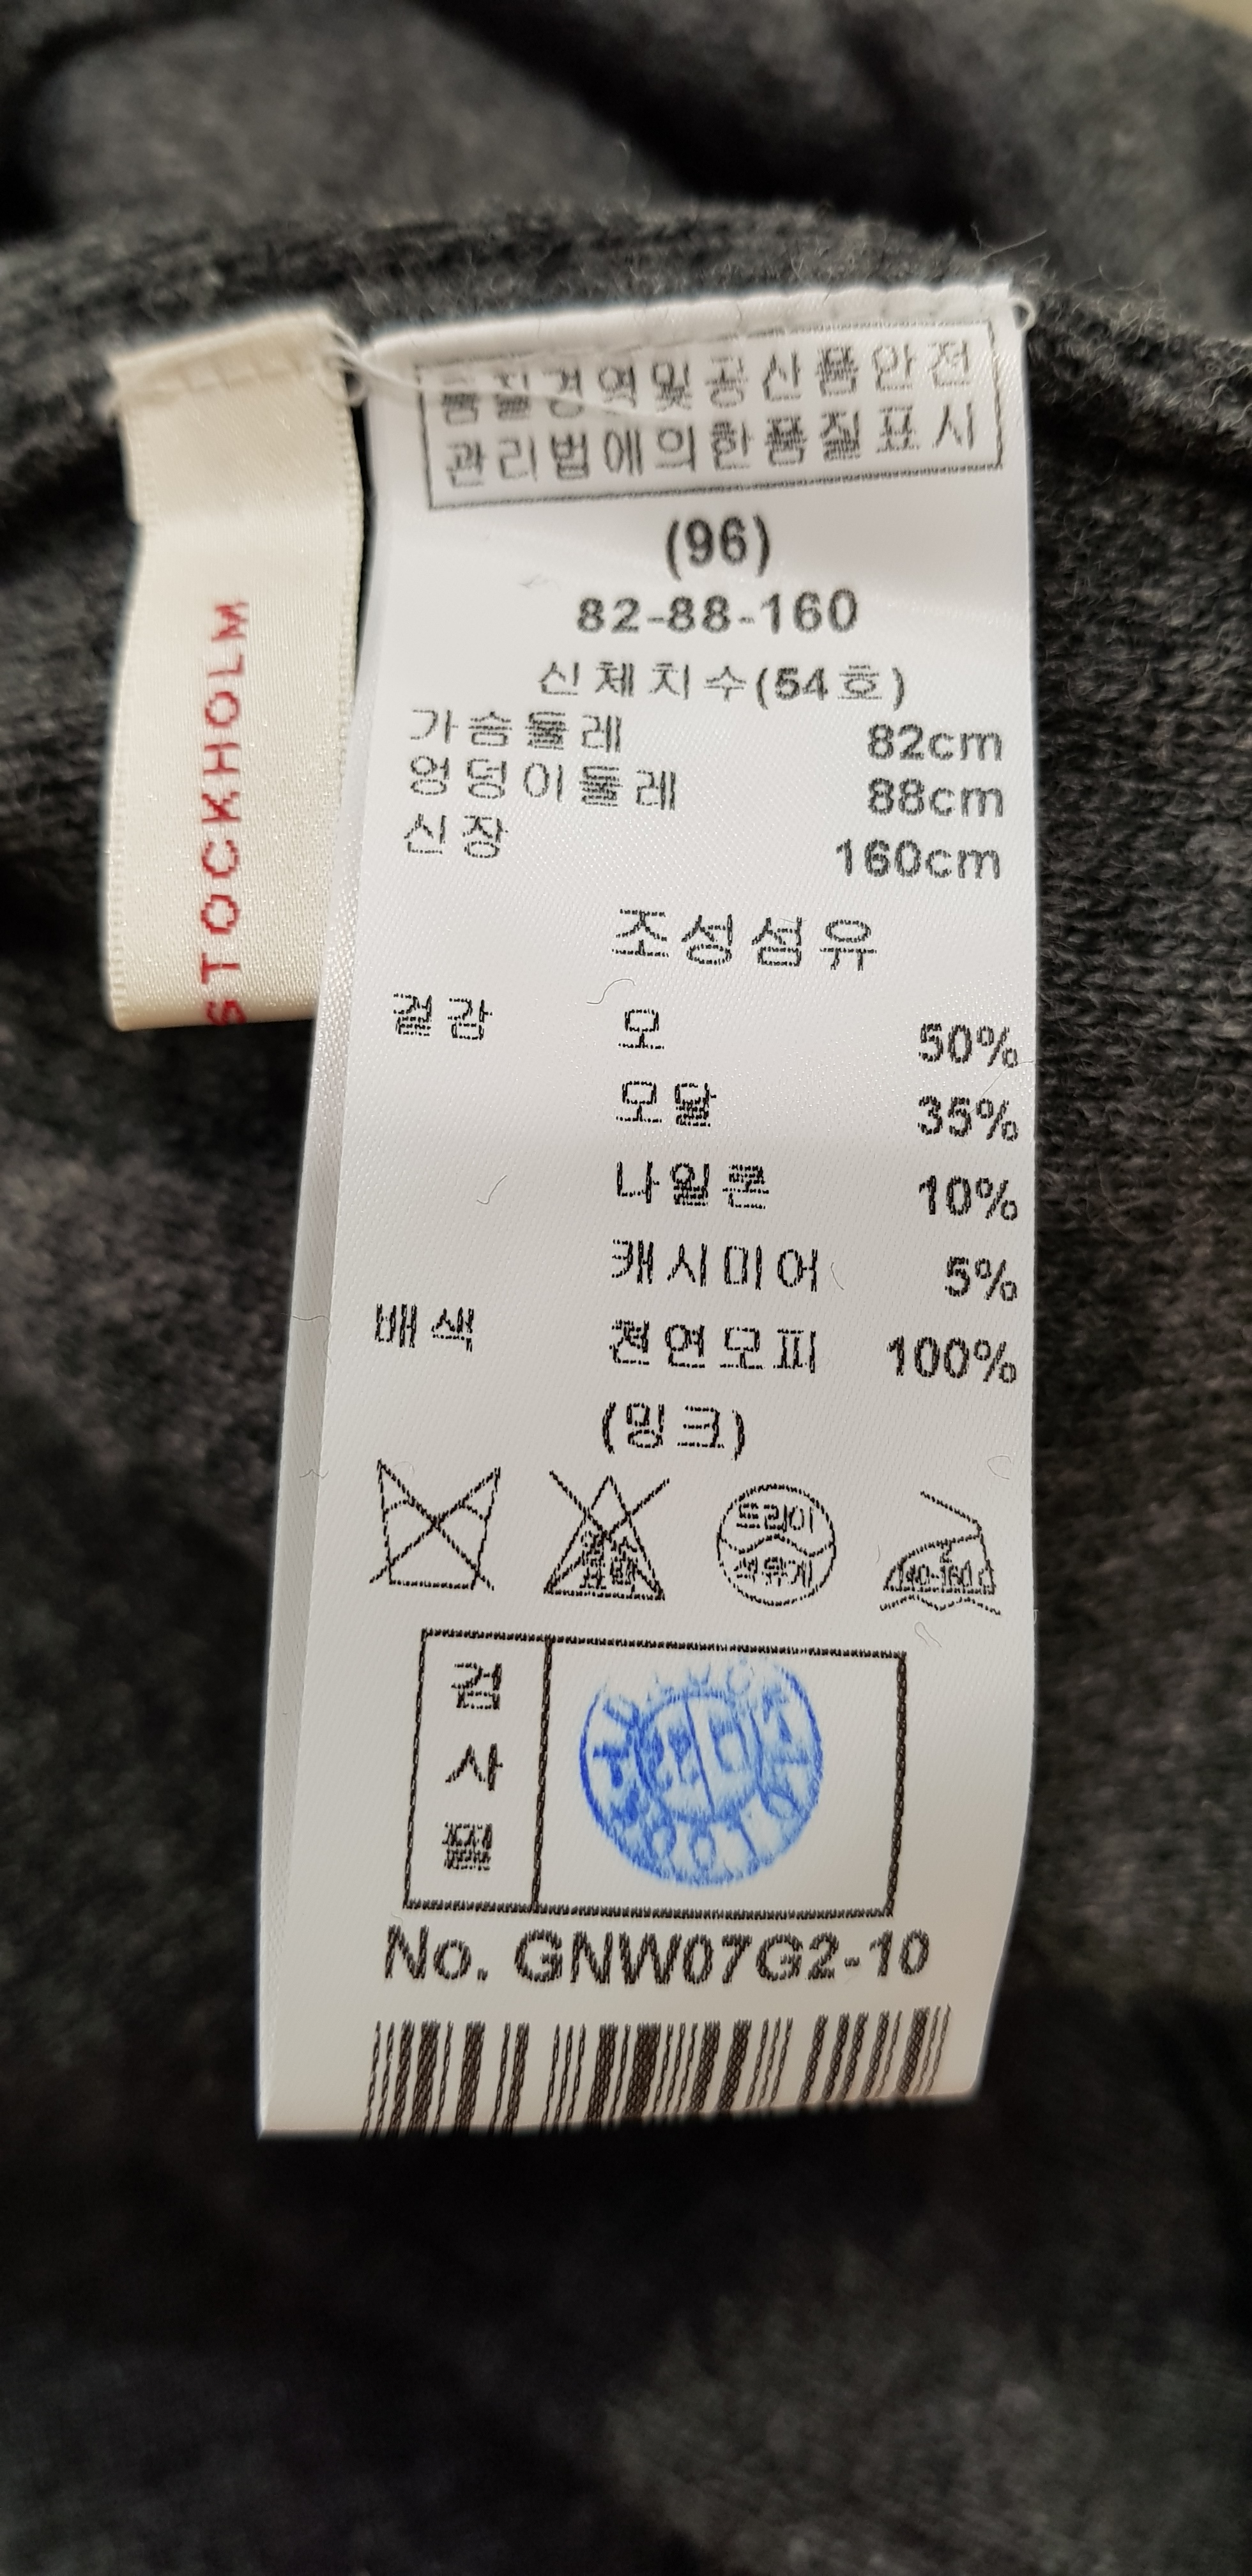 STOCKHOLM
품질경영및공산품안전
관리법에의한품질표시
(96)
82-88-160
신체치수(54호)
가슴둘레 82cm
엉덩이둘레 88cm
신장 160cm
조성섬유
겉감 모 50%
모달 35%
나일론 10%
캐시미어 5%
배색 천연모피 100%
(밍크)
드라이
석유계
검
사
필
No. GNW07G2-10